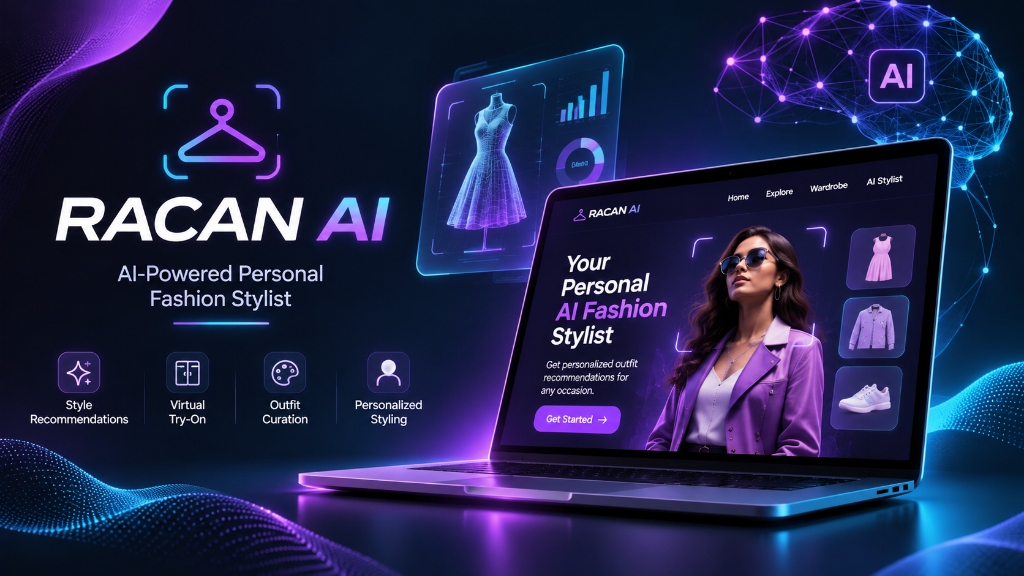 RACAN AI
AI-Powered Personal
Fashion Stylist
Style
Recommendations
Virtual
Try-On
Outfit
Curation
Personalized
Styling
AI
RACAN AI
Home
Explore
Wardrobe
AI Stylist
Your
Personal
AI Fashion
Stylist
Get personalized outfit
recommendations for
any occasion.
Get Started →